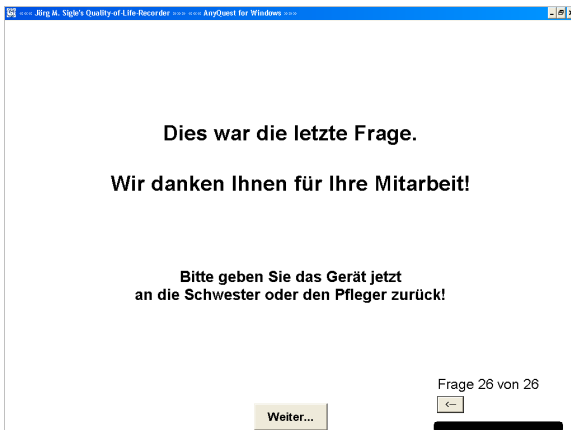 ««« Jörg M. Sigle's Quality-of-Life-Recorder »»» ««« AnyQuest for Windows »»»
Dies war die letzte Frage.
Wir danken Ihnen für Ihre Mitarbeit!
Bitte geben Sie das Gerät jetzt
an die Schwester oder den Pfleger zurück!
Frage 26 von 26
<--
Weiter...